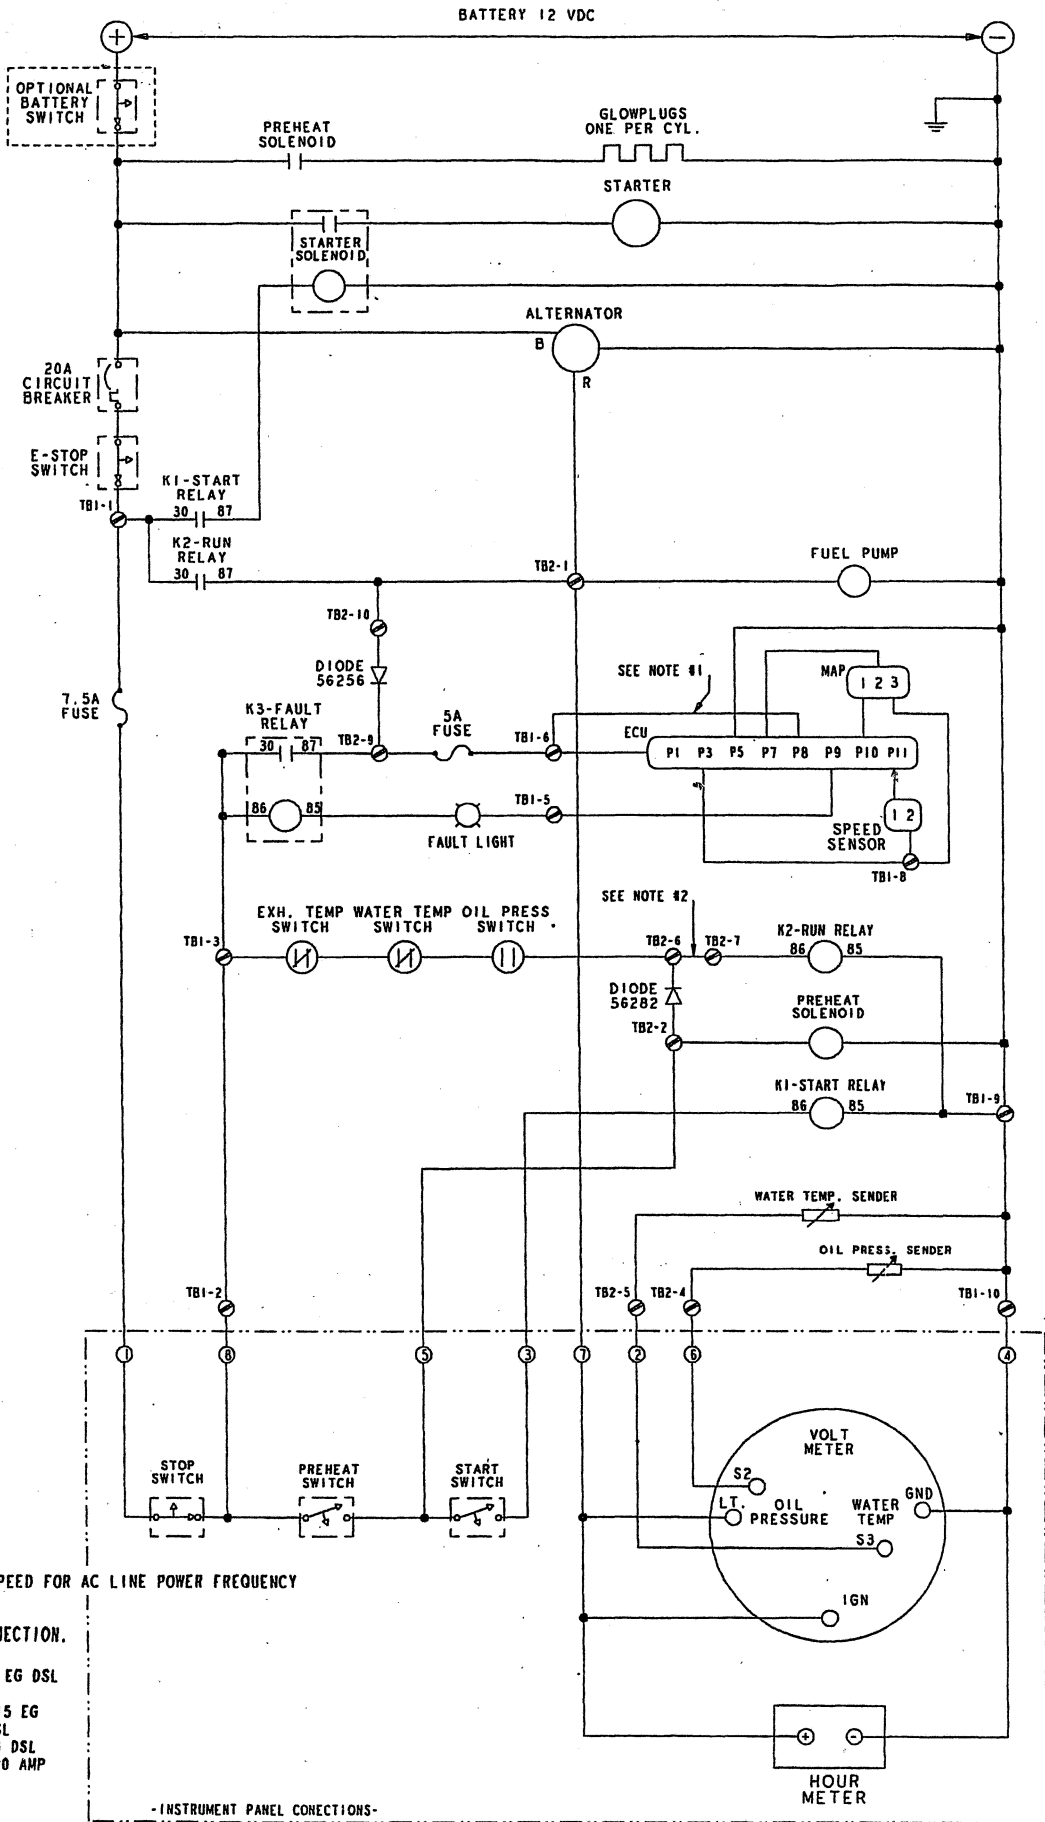 BATTERY 12 VDC
+
-
OPTIONAL
BATTERY
SWITCH
PREHEAT
SOLENOID
GLOWPLUGS
ONE PER CYL.
STARTER
STARTER
SOLENOID
ALTERNATOR
B
R
20A
CIRCUIT
BREAKER
E-STOP
SWITCH
TB1-1
K1-START
RELAY
30 87
K2-RUN
RELAY
30 87
TB2-1
FUEL PUMP
TB2-10
DIODE
56256
SEE NOTE #1
MAP
1 2 3
7.5A
FUSE
K3-FAULT
RELAY
30 87
TB2-9
5A
FUSE
TB1-6
ECU
P1 P3 P5 P7 P8 P9 P10 P11
86 85
FAULT LIGHT
TB1-5
1 2
SPEED
SENSOR
TB1-8
SEE NOTE #2
EXH. TEMP WATER TEMP OIL PRESS
SWITCH SWITCH SWITCH
TB1-3
TB2-6 TB2-7
K2-RUN RELAY
86 85
DIODE
56282
TB2-2
PREHEAT
SOLENOID
K1-START RELAY
86 85
TB1-9
WATER TEMP. SENDER
OIL PRESS. SENDER
TB1-2
TB2-5 TB2-4
TB1-10
1 8 5 3 7 2 6 4
STOP
SWITCH
PREHEAT
SWITCH
START
SWITCH
VOLT
METER
S2
LT. OIL
PRESSURE
WATER
TEMP
GND
S3
IGN
PEED FOR AC LINE POWER FREQUENCY
JECTION.
EG DSL
5 EG
SL
DSL
0 AMP
+ -
HOUR
METER
-INSTRUMENT PANEL CONECTIONS-